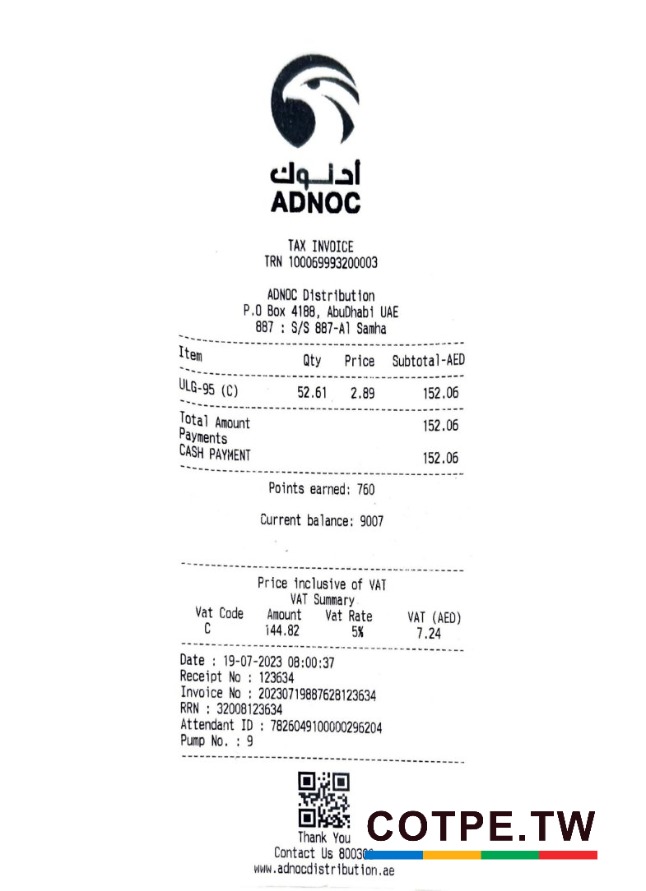 أدنوك
ADNOC
TAX INVOICE
TRN 100069993200003
ADNOC Distribution
P.O Box 4188, AbuDhabi UAE
887 : S/S 887-Al Samha
Item Qty Price Subtotal-AED
ULG-95 (C) 52.61 2.89 152.06
Total Amount 152.06
Payments
CASH PAYMENT 152.06
Points earned: 760
Current balance: 9007
Price inclusive of VAT
VAT Summary
Vat Code Amount Vat Rate VAT (AED)
C 144.82 5% 7.24
Date : 19-07-2023 08:00:37
Receipt No : 123634
Invoice No : 20230719887628123634
RRN : 32008123634
Attendant ID : 7826049100000296204
Pump No. : 9
Thank You
Contact Us
www.adnocdistribution.ae
COTPE.TW